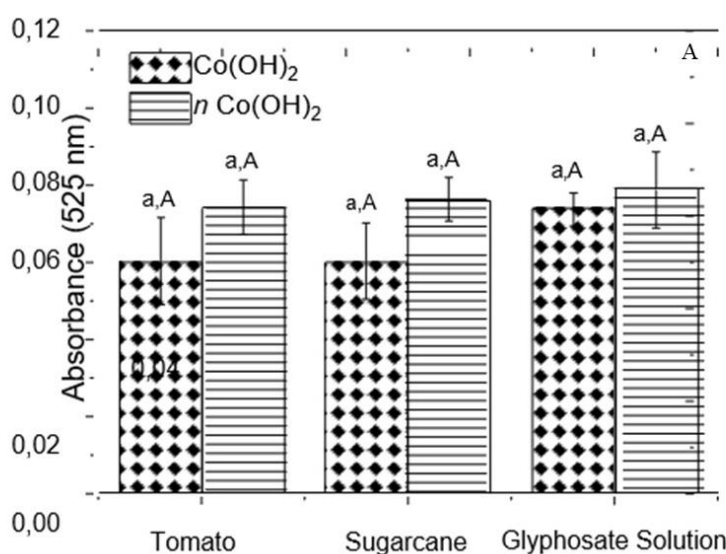 0,12
A
Co(OH)2
0,10
n Co(OH)2
a,A
a,A
a,A
a,A
a,A
a,A
0,08
0,06
0,04
0,02
0,00
Absorbance (525 nm)
Tomato
Sugarcane
Glyphosate Solution